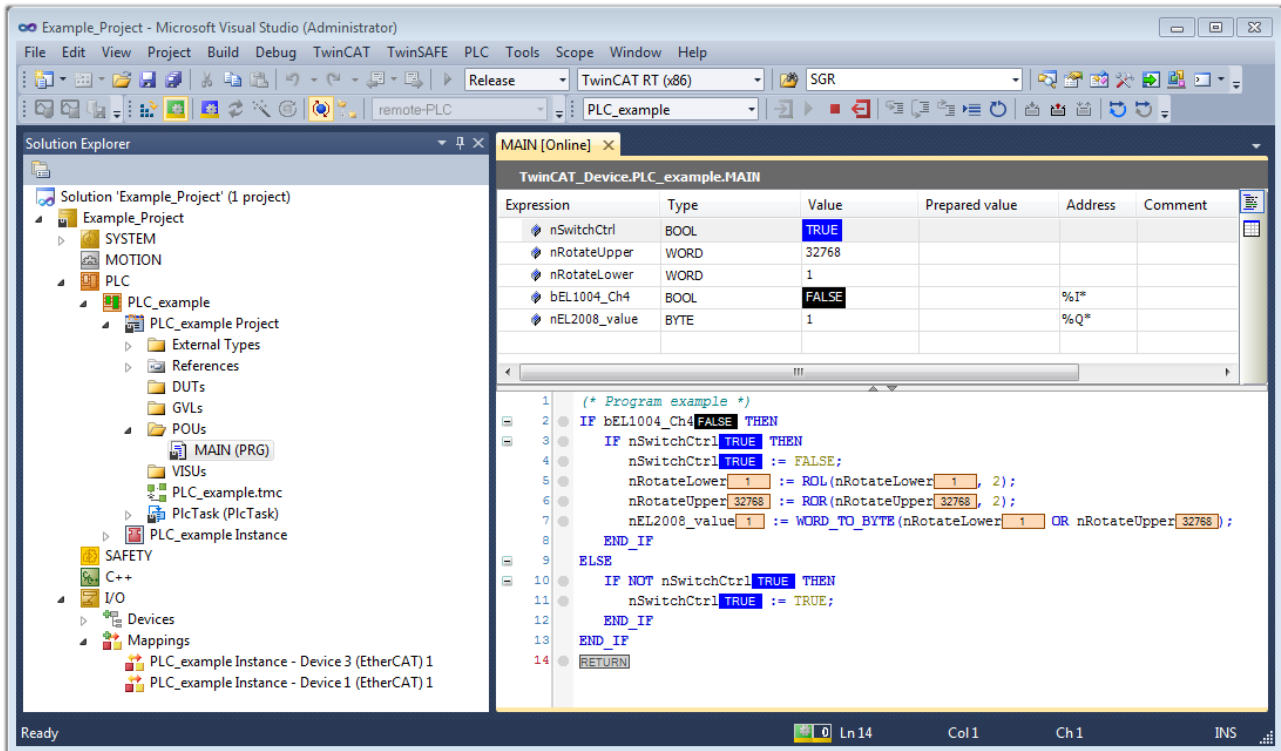 Example_Project - Microsoft Visual Studio (Administrator)
File Edit View Project Build Debug TwinCAT TwinSAFE PLC Tools Scope Window Help
Release TwinCAT RT (x86) SGR
remote-PLC PLC_example
Solution Explorer
Solution 'Example_Project' (1 project)
Example_Project
SYSTEM
MOTION
PLC
PLC_example
PLC_example Project
External Types
References
DUTs
GVLs
POUs
MAIN (PRG)
VISUs
PLC_example.tmc
PlcTask (PlcTask)
PLC_example Instance
SAFETY
C++
I/O
Devices
Mappings
PLC_example Instance - Device 3 (EtherCAT) 1
PLC_example Instance - Device 1 (EtherCAT) 1
MAIN [Online]
TwinCAT_Device.PLC_example.MAIN
Expression Type Value Prepared value Address Comment
nSwitchCtrl BOOL TRUE
nRotateUpper WORD 32768
nRotateLower WORD 1
bEL1004_Ch4 BOOL FALSE %I*
nEL2008_value BYTE 1 %Q*
1 (* Program example *)
2 IF bEL1004_Ch4 FALSE THEN
3 IF nSwitchCtrl TRUE THEN
4 nSwitchCtrl TRUE := FALSE;
5 nRotateLower 1 := ROL(nRotateLower 1 , 2);
6 nRotateUpper 32768 := ROR(nRotateUpper 32768 , 2);
7 nEL2008_value 1 := WORD_TO_BYTE(nRotateLower 1 OR nRotateUpper 32768 );
8 END_IF
9 ELSE
10 IF NOT nSwitchCtrl TRUE THEN
11 nSwitchCtrl TRUE := TRUE;
12 END_IF
13 END_IF
14 RETURN
Ready 0 Ln 14 Col 1 Ch 1 INS